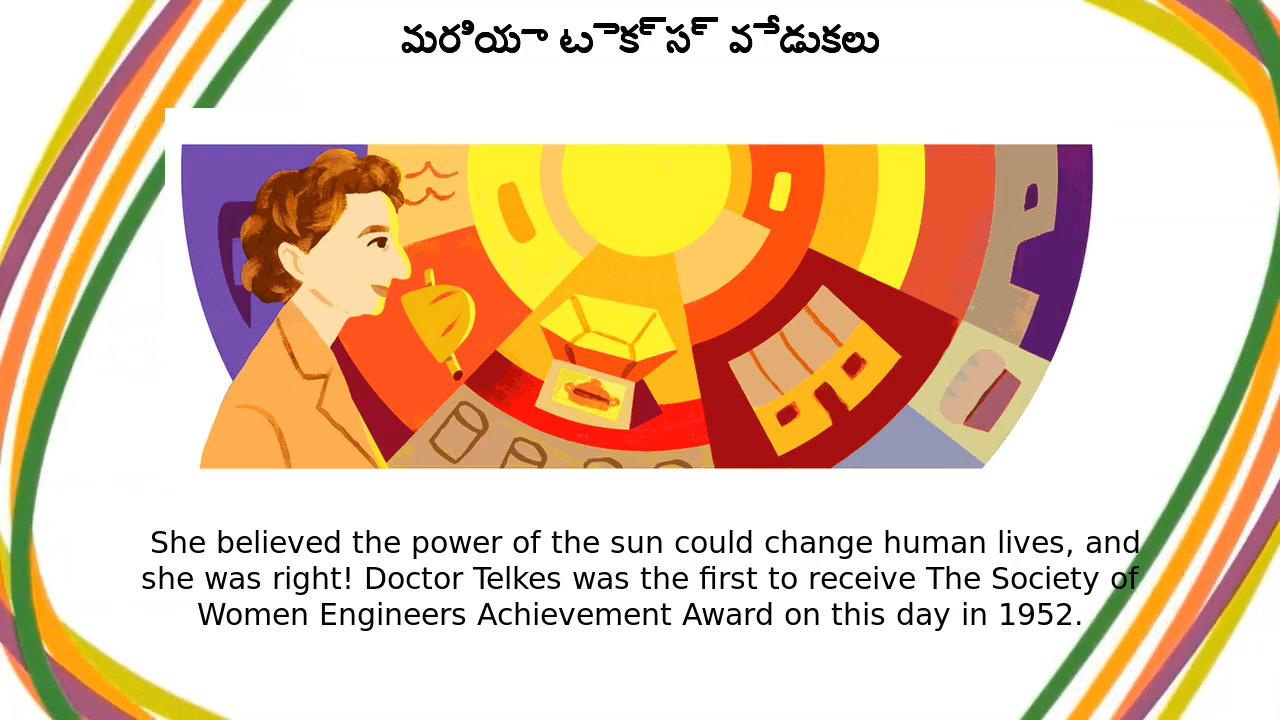 మరియా టెక్స్ వేడుకలు
She believed the power of the sun could change human lives, and
she was right! Doctor Telkes was the first to receive The Society of
Women Engineers Achievement Award on this day in 1952.